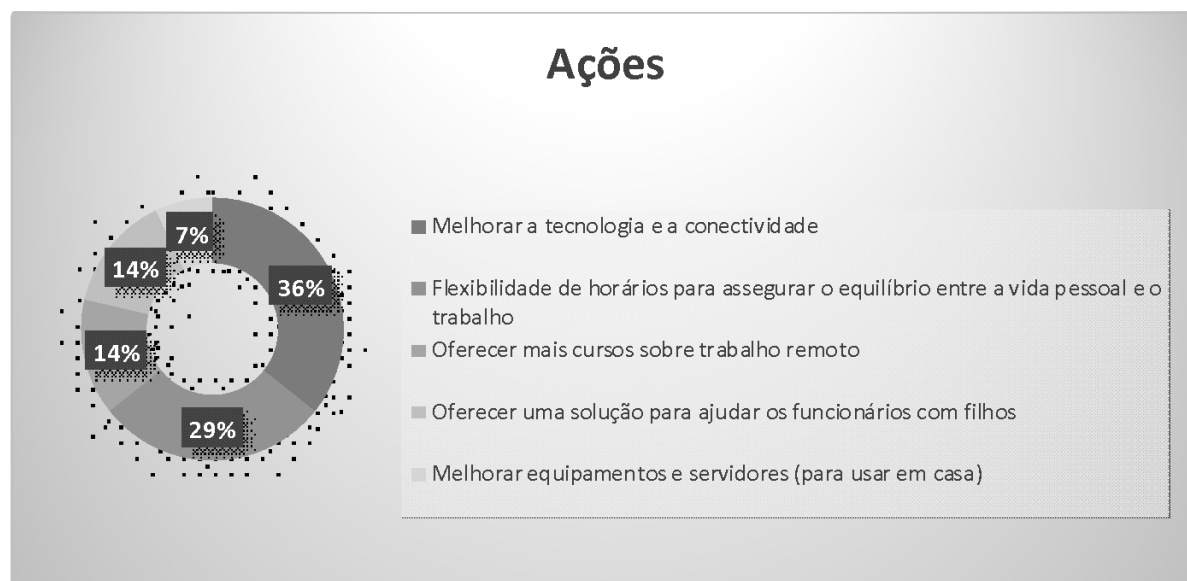 Ações
7%
14%
36%
14%
29%
Melhorar a tecnologia e a conectividade
Flexibilidade de horários para assegurar o equilíbrio entre a vida pessoal e o
trabalho
Oferecer mais cursos sobre trabalho remoto
Oferecer uma solução para ajudar os funcionários com filhos
Melhorar equipamentos e servidores (para usar em casa)